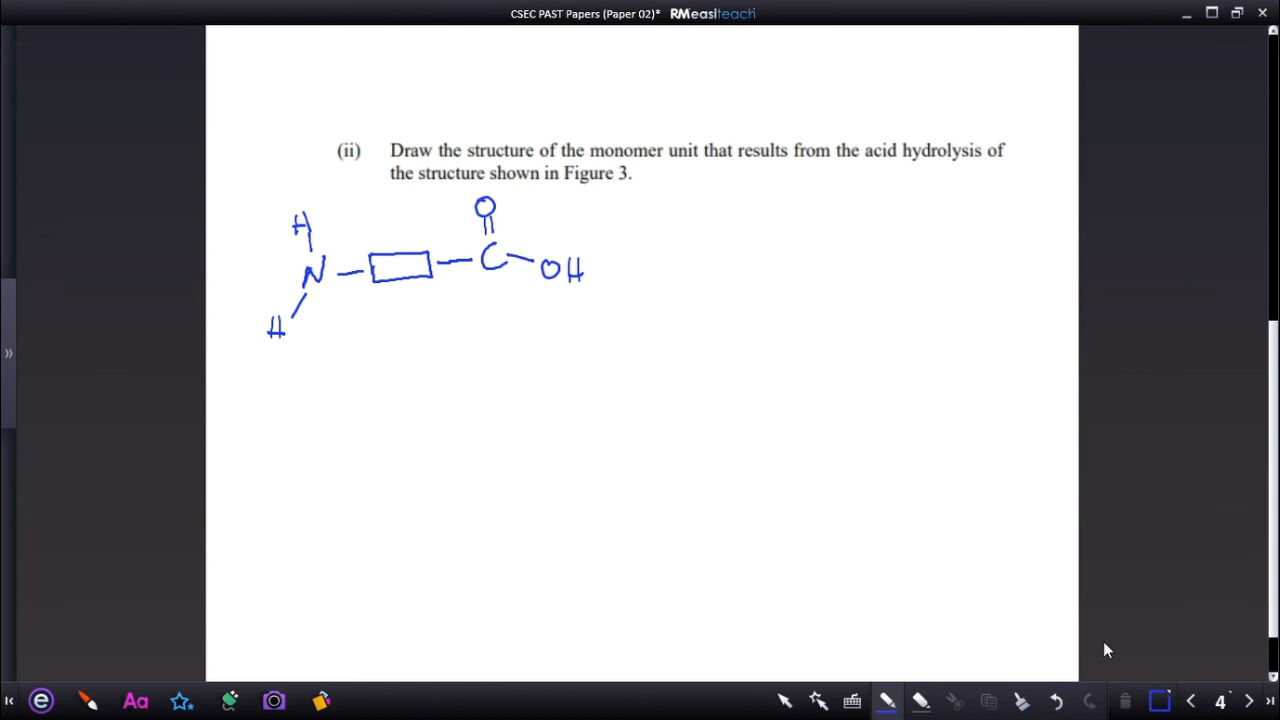 CSEC PAST Papers (Paper 02)* RMeasiteach
(ii) Draw the structure of the monomer unit that results from the acid hydrolysis of
the structure shown in Figure 3.
O
H
C
N
OH
H
Aa
4